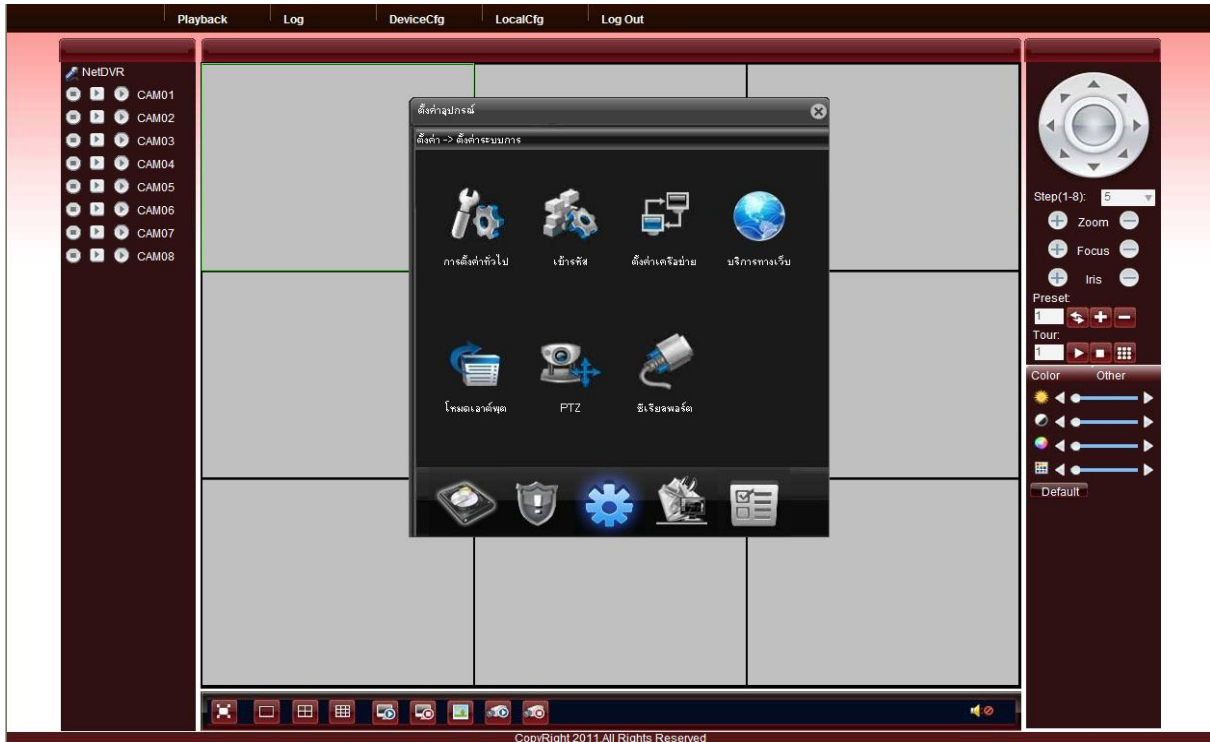 Playback Log DeviceCfg LocalCfg Log Out
NetDVR
CAM01
CAM02
CAM03
CAM04
CAM05
CAM06
CAM07
CAM08
ตั้งค่าอุปกรณ์
ตั้งค่า -> ตั้งค่าระบบการ
การตั้งค่าทั่วไป เข้ารหัส ตั้งค่าเครือข่าย บริการทางเว็บ
โหมดเอาต์พุต PTZ ซีเรียลพอร์ต
Step(1-8): 5
Zoom
Focus
Iris
Preset:
1
Tour:
1
Color Other
Default
CopyRight 2011,All Rights Reserved